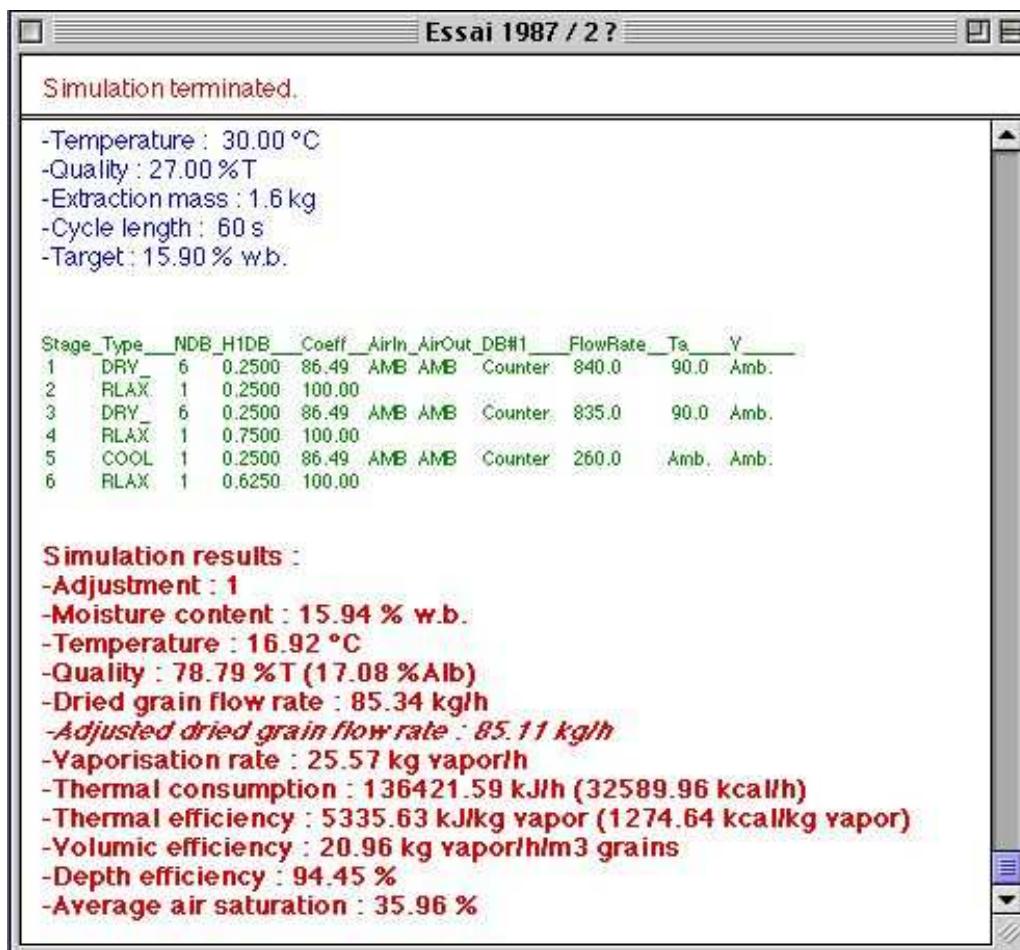 Essai 1987 / 2 ?
Simulation terminated.
-Temperature : 30.00 °C
-Quality : 27.00 %T
-Extraction mass : 1.6 kg
-Cycle length : 60 s
-Target : 15.90 % w.b.
Stage_Type___NDB_H1DB___Coeff_AirIn_AirOut_DB#1____FlowRate__Ta____V_____
1 DRY_ 6 0.2500 86.49 AMB AMB Counter 840.0 90.0 Amb.
2 RLAX 1 0.2500 100.00
3 DRY_ 6 0.2500 86.49 AMB AMB Counter 835.0 90.0 Amb.
4 RLAX 1 0.7500 100.00
5 COOL 1 0.2500 86.49 AMB AMB Counter 260.0 Amb. Amb.
6 RLAX 1 0.6250 100.00
Simulation results :
-Adjustment : 1
-Moisture content : 15.94 % w.b.
-Temperature : 16.92 °C
-Quality : 78.79 %T (17.08 %Alb)
-Dried grain flow rate : 85.34 kg/h
-Adjusted dried grain flow rate : 85.11 kg/h
-Vaporisation rate : 25.57 kg vapor/h
-Thermal consumption : 136421.59 kJ/h (32589.96 kcal/h)
-Thermal efficiency : 5335.63 kJ/kg vapor (1274.64 kcal/kg vapor)
-Volumic efficiency : 20.96 kg vapor/h/m3 grains
-Depth efficiency : 94.45 %
-Average air saturation : 35.96 %